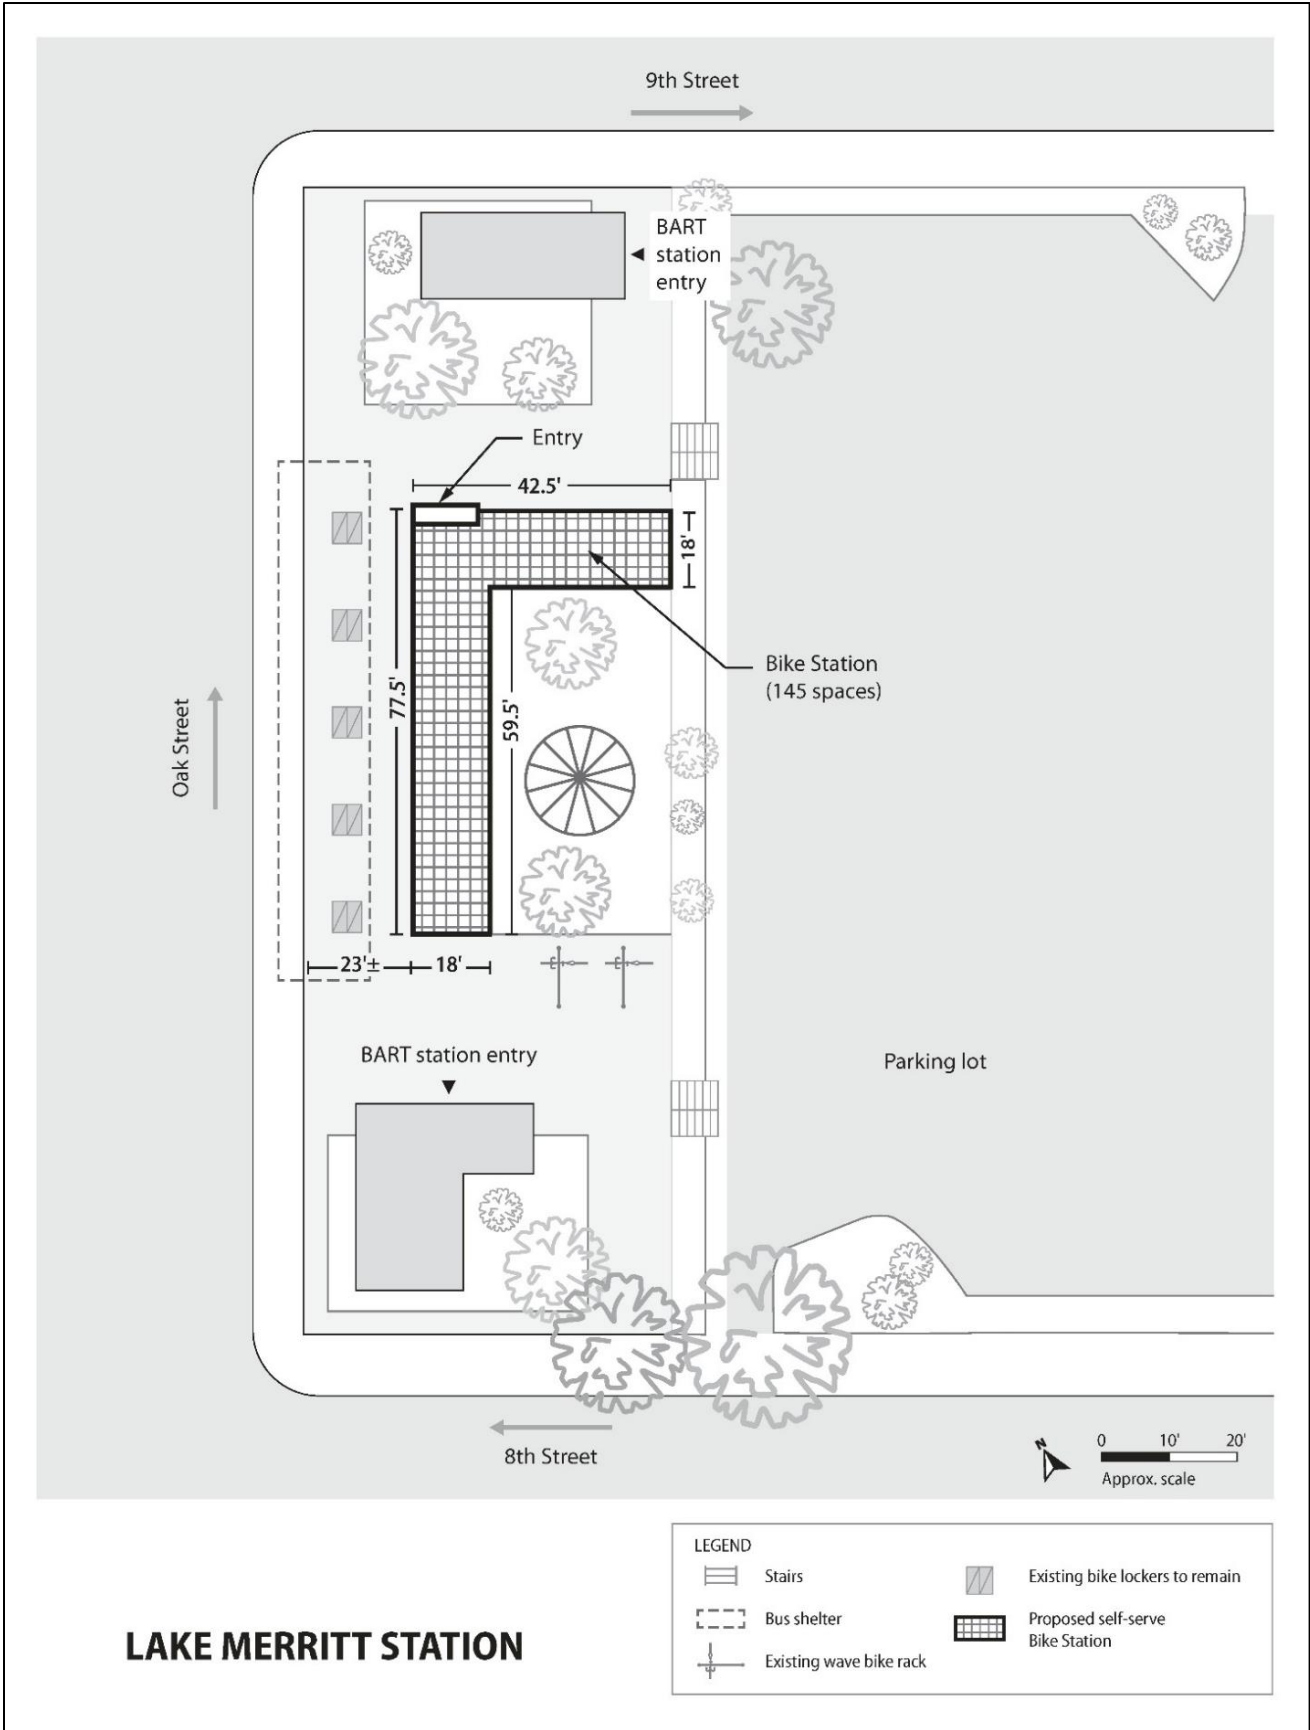 9th Street
BART
station
entry
Entry
42.5'
18'
77.5'
59.5'
Bike Station
(145 spaces)
Oak Street
23'±
18'
BART station entry
Parking lot
8th Street
N
0 10' 20'
Approx. scale
LEGEND
Stairs
Existing bike lockers to remain
Bus shelter
Proposed self-serve
Bike Station
Existing wave bike rack
LAKE MERRITT STATION